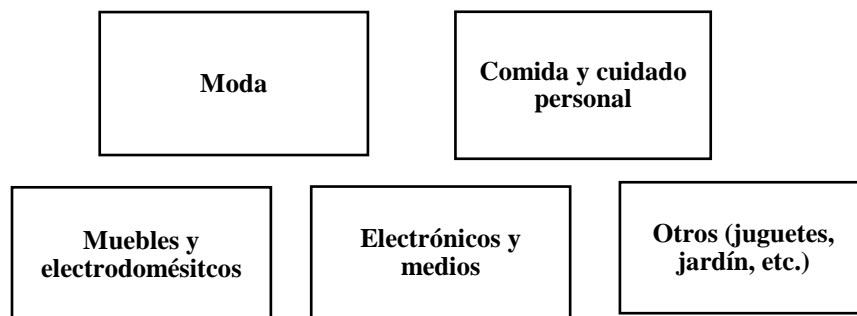 Moda
Comida y cuidado
personal
Muebles y
electrodomésitcos
Electrónicos y
medios
Otros (juguetes,
jardín, etc.)